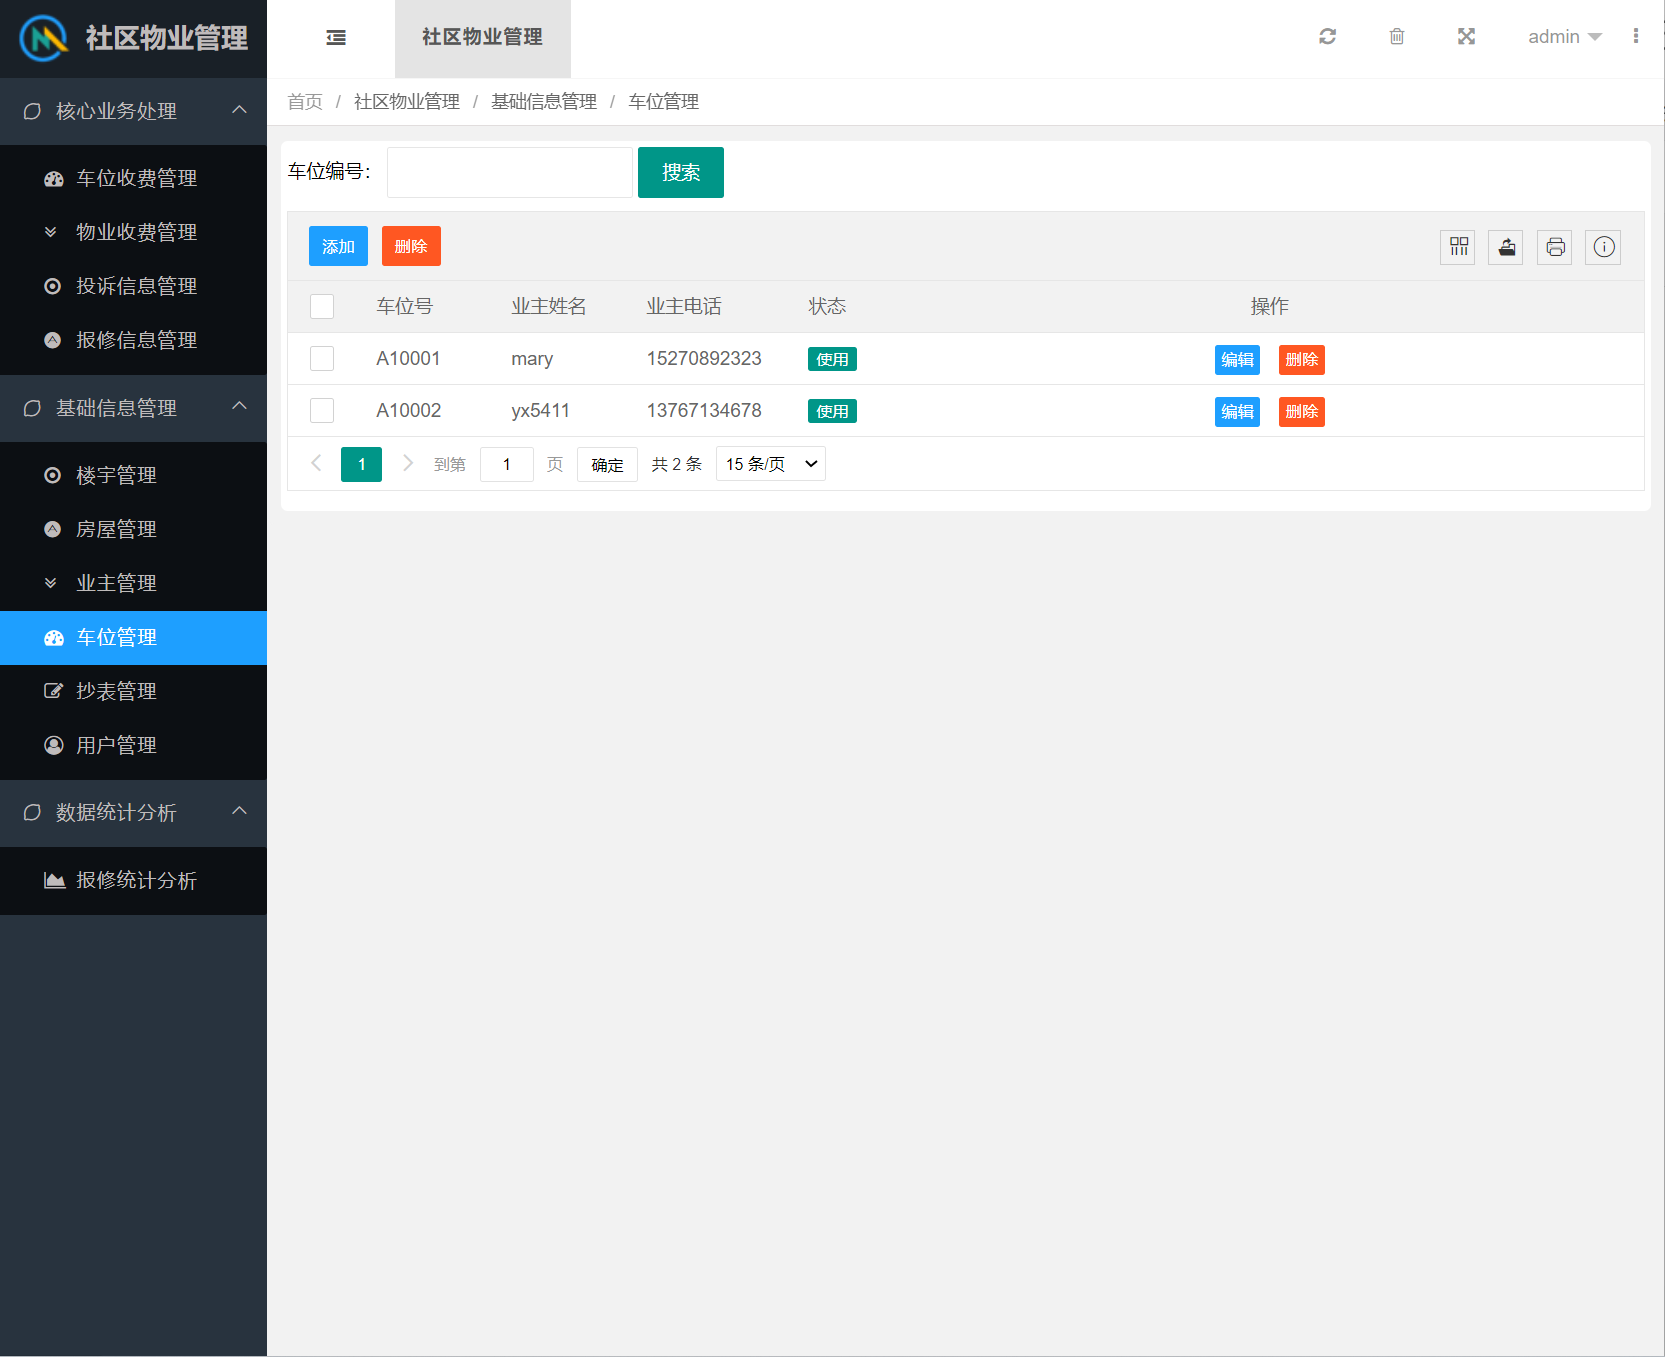 社区物业管理
社区物业管理
admin
首页 / 社区物业管理 / 基础信息管理 / 车位管理
核心业务处理
车位收费管理
物业收费管理
投诉信息管理
报修信息管理
基础信息管理
楼宇管理
房屋管理
业主管理
车位管理
抄表管理
用户管理
数据统计分析
报修统计分析
车位编号： 搜索
添加 删除
车位号 业主姓名 业主电话 状态 操作
A10001 mary 15270892323 使用 编辑 删除
A10002 yx5411 13767134678 使用 编辑 删除
1 到第 1 页 确定 共 2 条 15 条/页